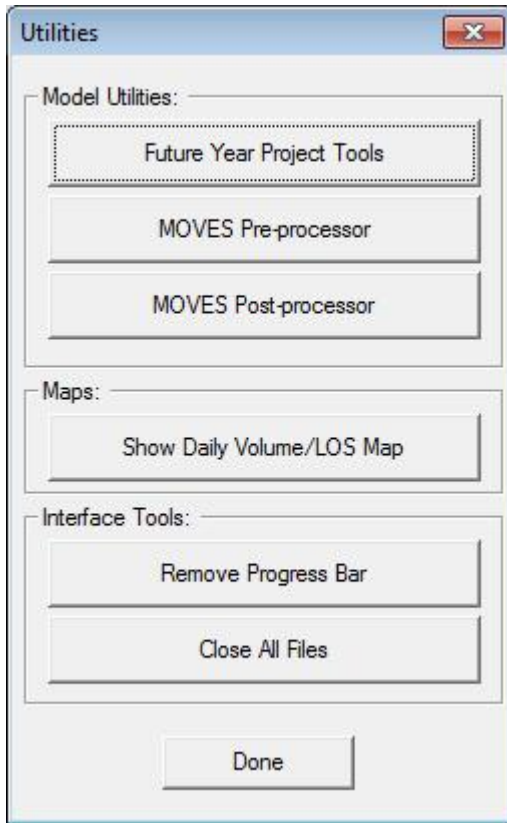 Utilities
Model Utilities:
Future Year Project Tools
MOVES Pre-processor
MOVES Post-processor
Maps:
Show Daily Volume/LOS Map
Interface Tools:
Remove Progress Bar
Close All Files
Done